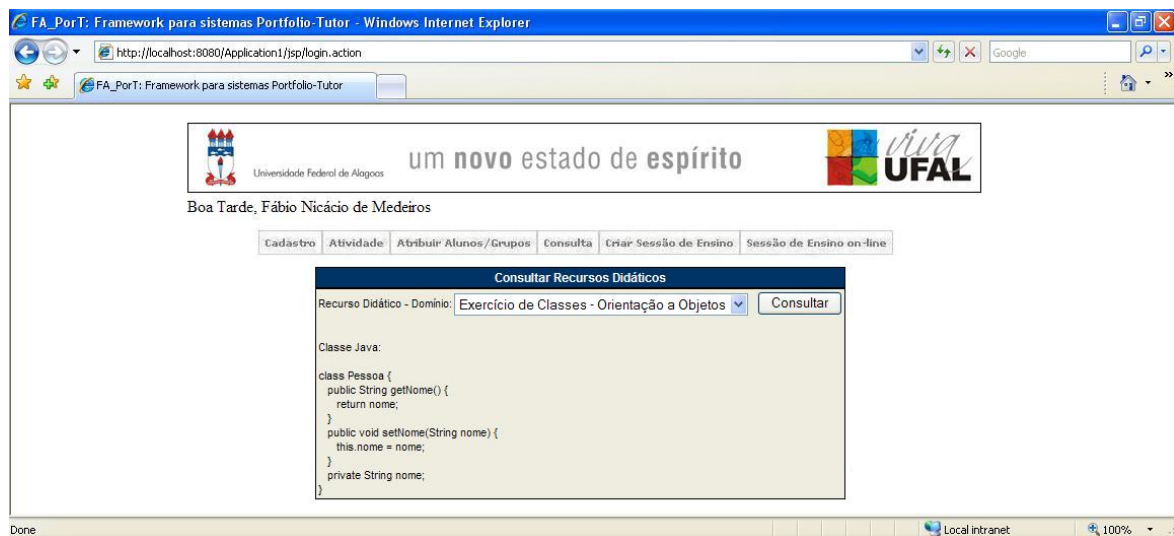 FA_PorT: Framework para sistemas Portfolio-Tutor - Windows Internet Explorer
http://localhost:8080/Application1/jsp/login.action
Google
FA_PorT: Framework para sistemas Portfolio-Tutor
Universidade Federal de Alagoas
um novo estado de espírito
viva
UFAL
Boa Tarde, Fábio Nicácio de Medeiros
Cadastro Atividade Atribuir Alunos/Grupos Consulta Criar Sessão de Ensino Sessão de Ensino on-line
Consultar Recursos Didáticos
Recurso Didático - Domínio: Exercício de Classes - Orientação a Objetos Consultar
Classe Java:
class Pessoa {
public String getNome() {
return nome;
}
public void setNome(String nome) {
this.nome = nome;
}
private String nome;
}
Done Local intranet 100%